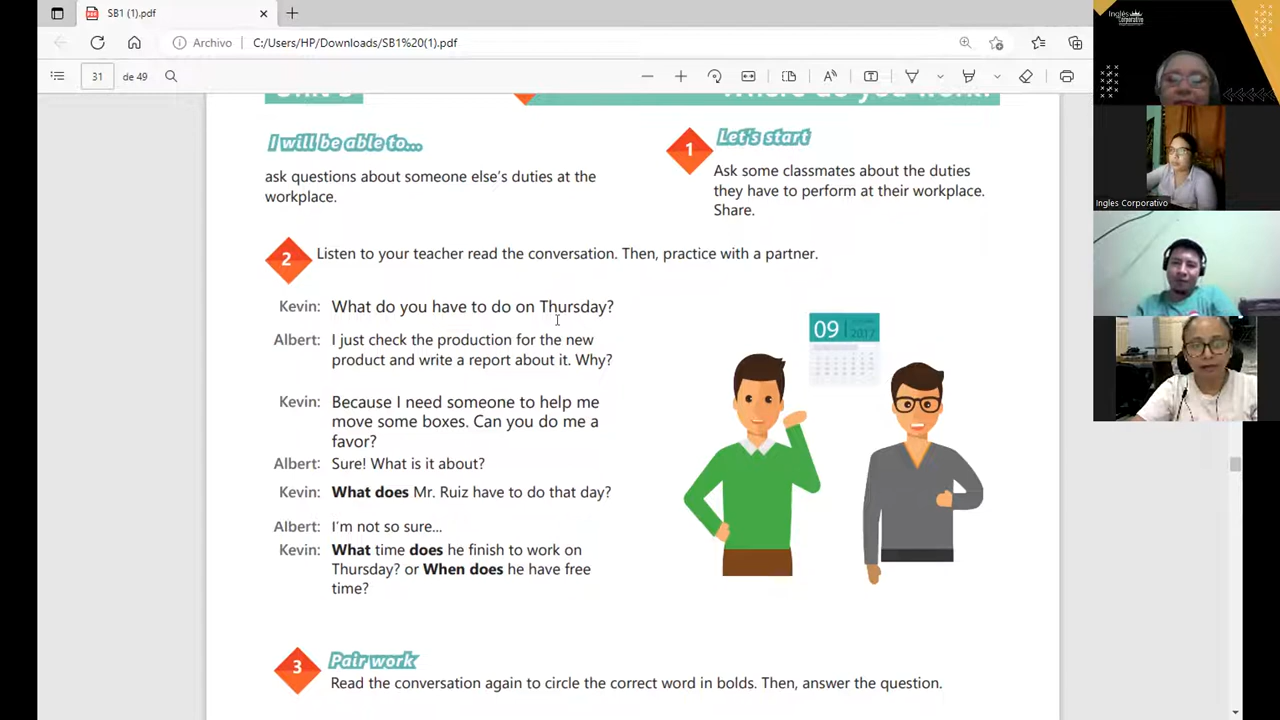 SB1 (1).pdf
Archivo
C:/Users/HP/Downloads/SB1%20(1).pdf
31
de 49
Inglés
Corporativo
Ingles Corporativo
I will be able to...
ask questions about someone else's duties at the
workplace.
1
Let's start
Ask some classmates about the duties
they have to perform at their workplace.
Share.
2
Listen to your teacher read the conversation. Then, practice with a partner.
Kevin: What do you have to do on Thursday?
Albert: I just check the production for the new
product and write a report about it. Why?
Kevin: Because I need someone to help me
move some boxes. Can you do me a
favor?
Albert: Sure! What is it about?
Kevin: What does Mr. Ruiz have to do that day?
Albert: I'm not so sure...
Kevin: What time does he finish to work on
Thursday? or When does he have free
time?
09
2017
3
Pair work
Read the conversation again to circle the correct word in bolds. Then, answer the question.